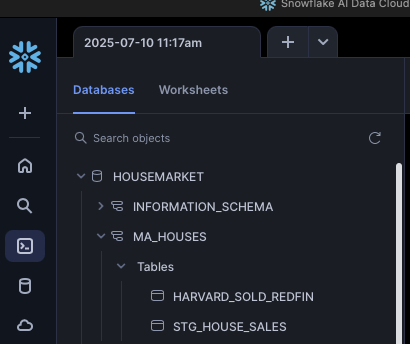 Snowflake AI Data Cloud
2025-07-10 11:17am
Databases Worksheets
Search objects
HOUSEMARKET
INFORMATION_SCHEMA
MA_HOUSES
Tables
HARVARD_SOLD_REDFIN
STG_HOUSE_SALES